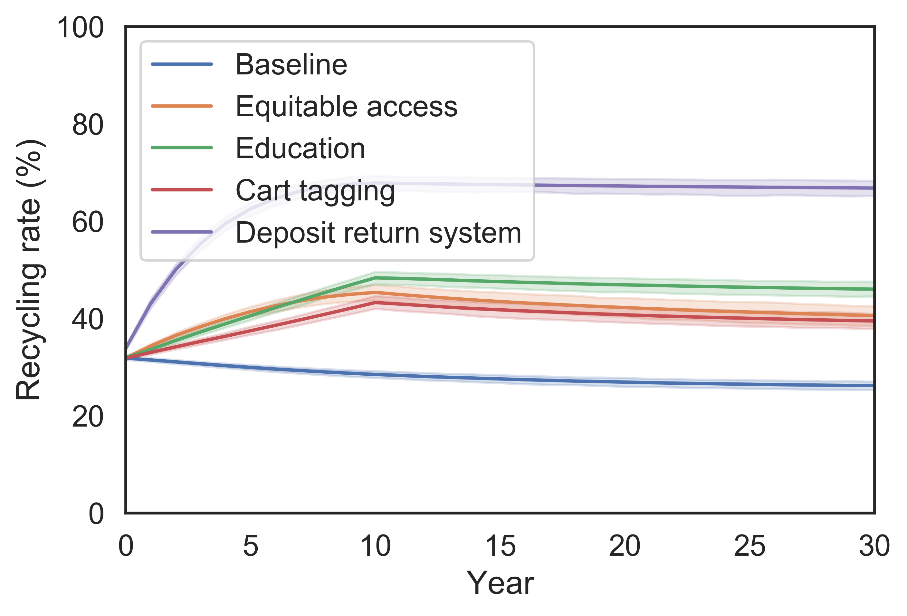 100
80
60
40
20
0
Recycling rate (%)
Baseline
Equitable access
Education
Cart tagging
Deposit return system
0 5 10 15 20 25 30
Year